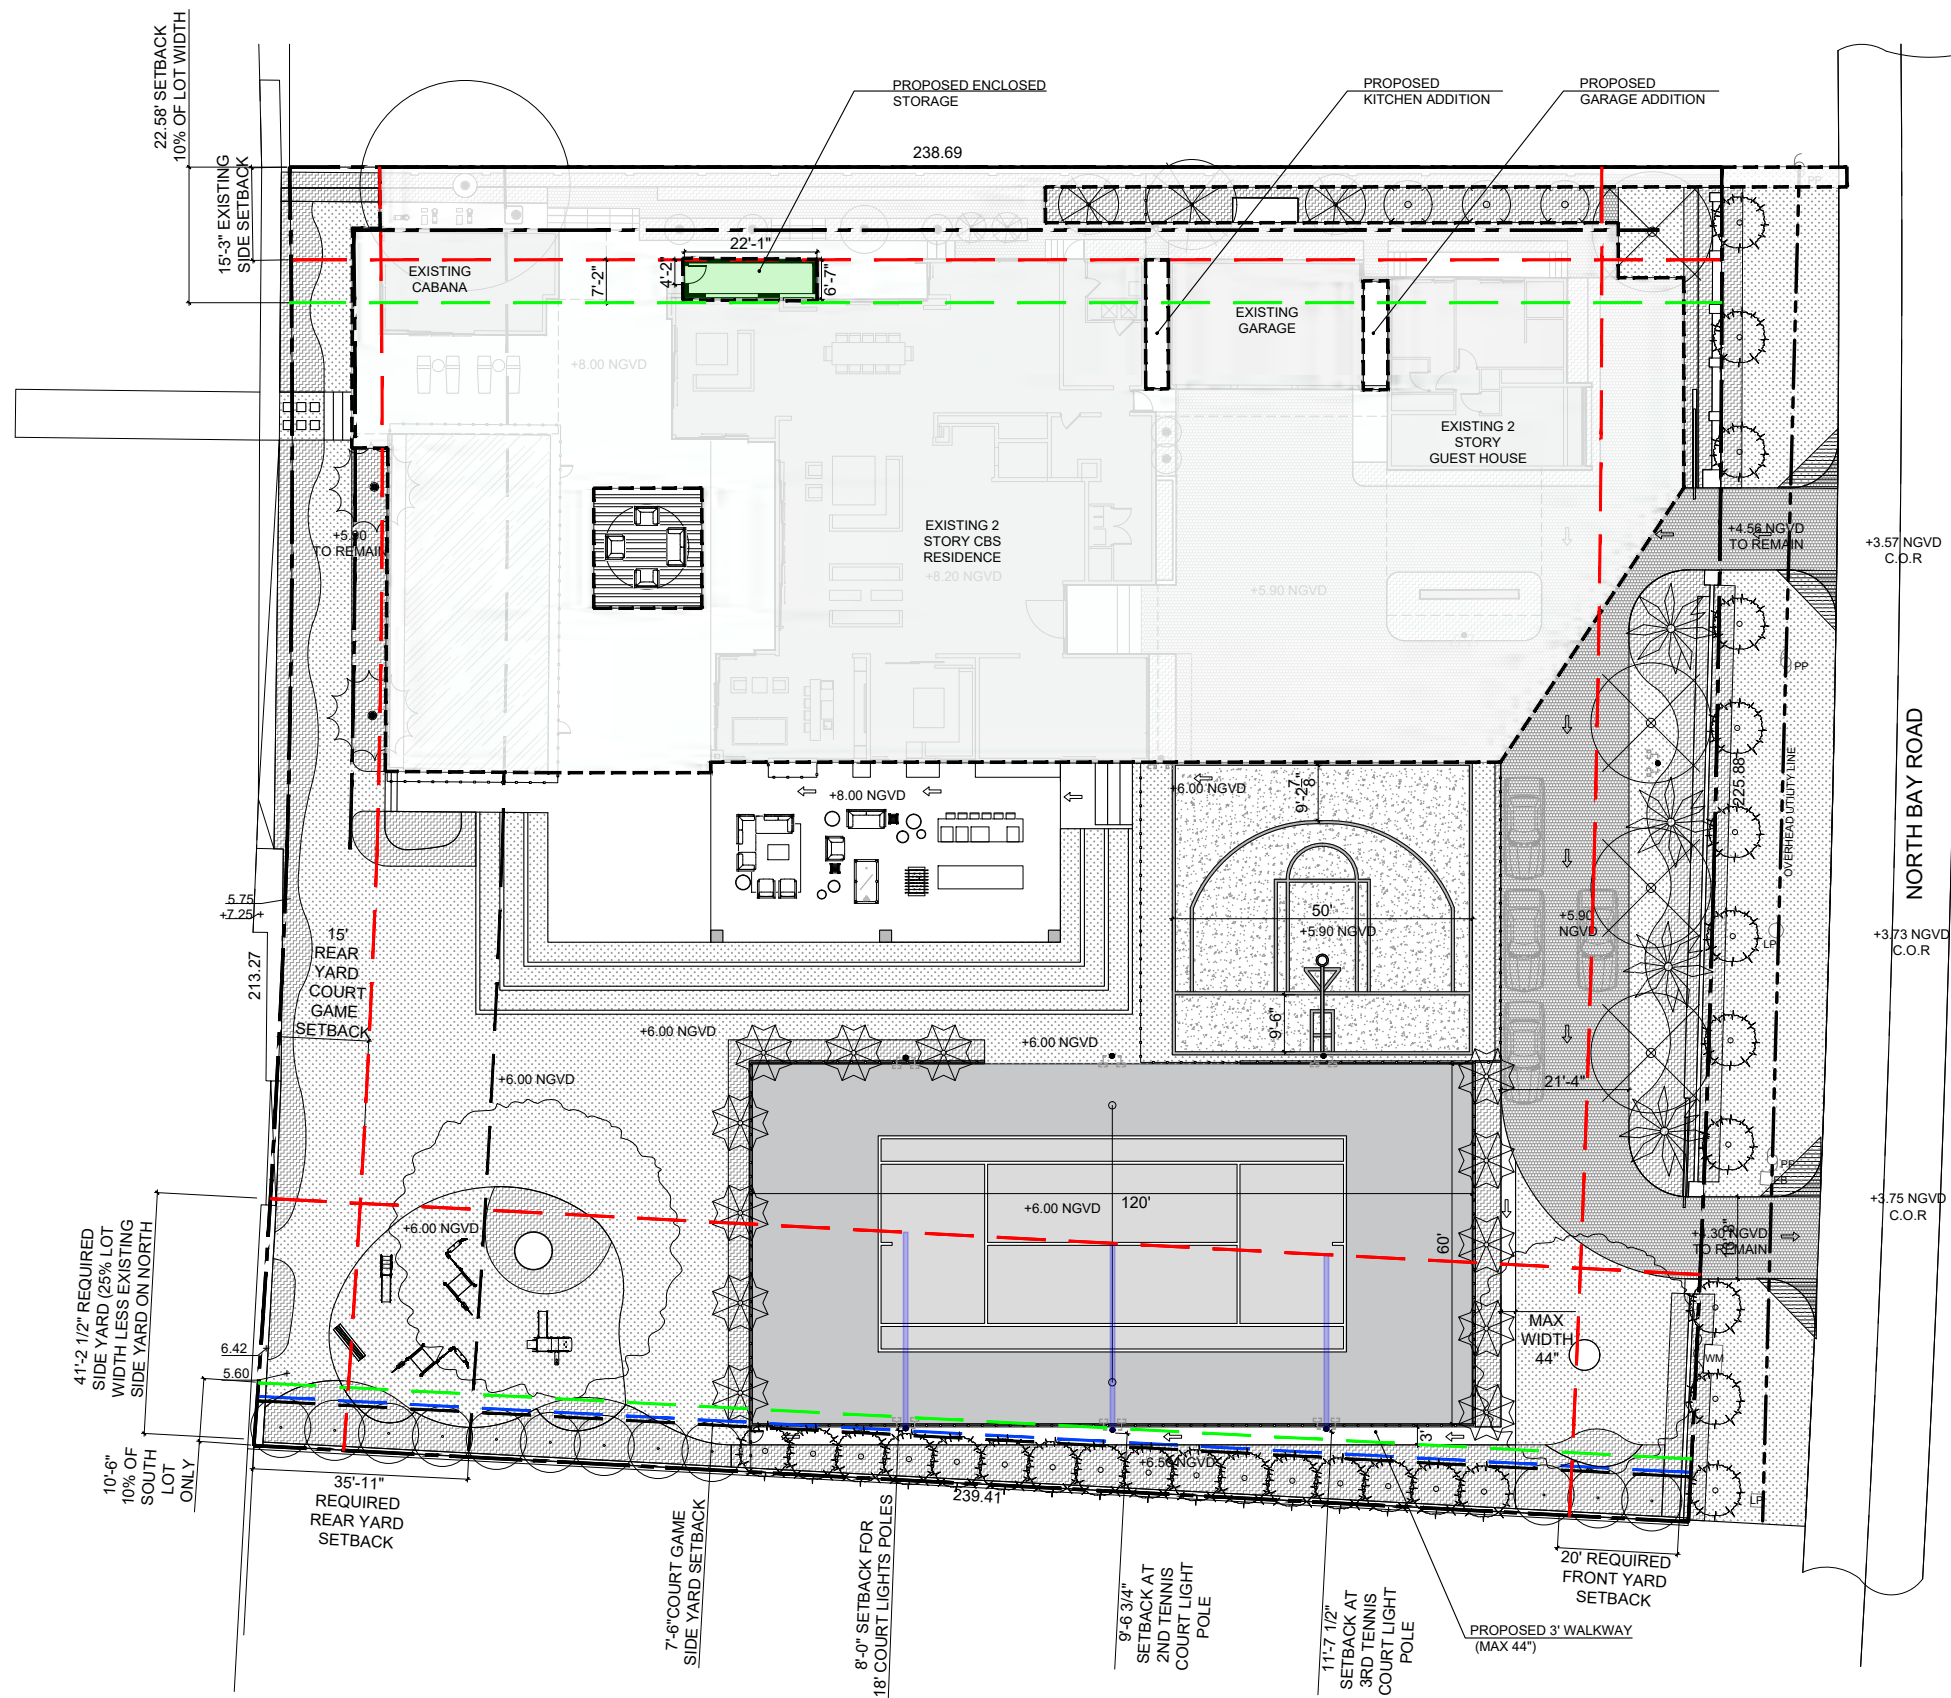 22.58' SETBACK
10% OF LOT WIDTH
15'-3" EXISTING
SIDE SETBACK
PROPOSED ENCLOSED
STORAGE
PROPOSED
KITCHEN ADDITION
PROPOSED
GARAGE ADDITION
238.69
PP
22'-1"
7'-2"
4'-2"
6'-7"
EXISTING
CABANA
EXISTING
GARAGE
+8.00 NGVD
EXISTING 2
STORY
GUEST HOUSE
EXISTING 2
STORY CBS
RESIDENCE
+8.20 NGVD
+5.90 NGVD
TO REMAIN
+4.56 NGVD
TO REMAIN
+3.57 NGVD
C.O.R
PP
NORTH BAY ROAD
OVERHEAD UTILITY LINE
225.88
+8.00 NGVD
+6.00 NGVD
9'-2 7/8"
50'
+5.90 NGVD
9'-6"
+5.90
NGVD
LP
+3.73 NGVD
C.O.R
5.75
+7.25 +
213.27
15'
REAR
YARD
COURT
GAME
SETBACK
+6.00 NGVD
+6.00 NGVD
+6.00 NGVD
21'-4"
PP
+3.75 NGVD
C.O.R
+6.00 NGVD
+6.00 NGVD
120'
60'
+4.30 NGVD
TO REMAIN
41'-2 1/2" REQUIRED
SIDE YARD (25% LOT
WIDTH LESS EXISTING
SIDE YARD ON NORTH
6.42
5.60
MAX
WIDTH
44"
WM
LP
3'
+6.50 NGVD
239.41
10'-6"
10% OF
SOUTH
LOT
ONLY
35'-11"
REQUIRED
REAR YARD
SETBACK
7'-6"COURT GAME
SIDE YARD SETBACK
8'-0" SETBACK FOR
18' COURT LIGHTS POLES
9'-6 3/4"
SETBACK AT
2ND TENNIS
COURT LIGHT
POLE
11'-7 1/2"
SETBACK AT
3RD TENNIS
COURT LIGHT
POLE
PROPOSED 3' WALKWAY
(MAX 44")
20' REQUIRED
FRONT YARD
SETBACK